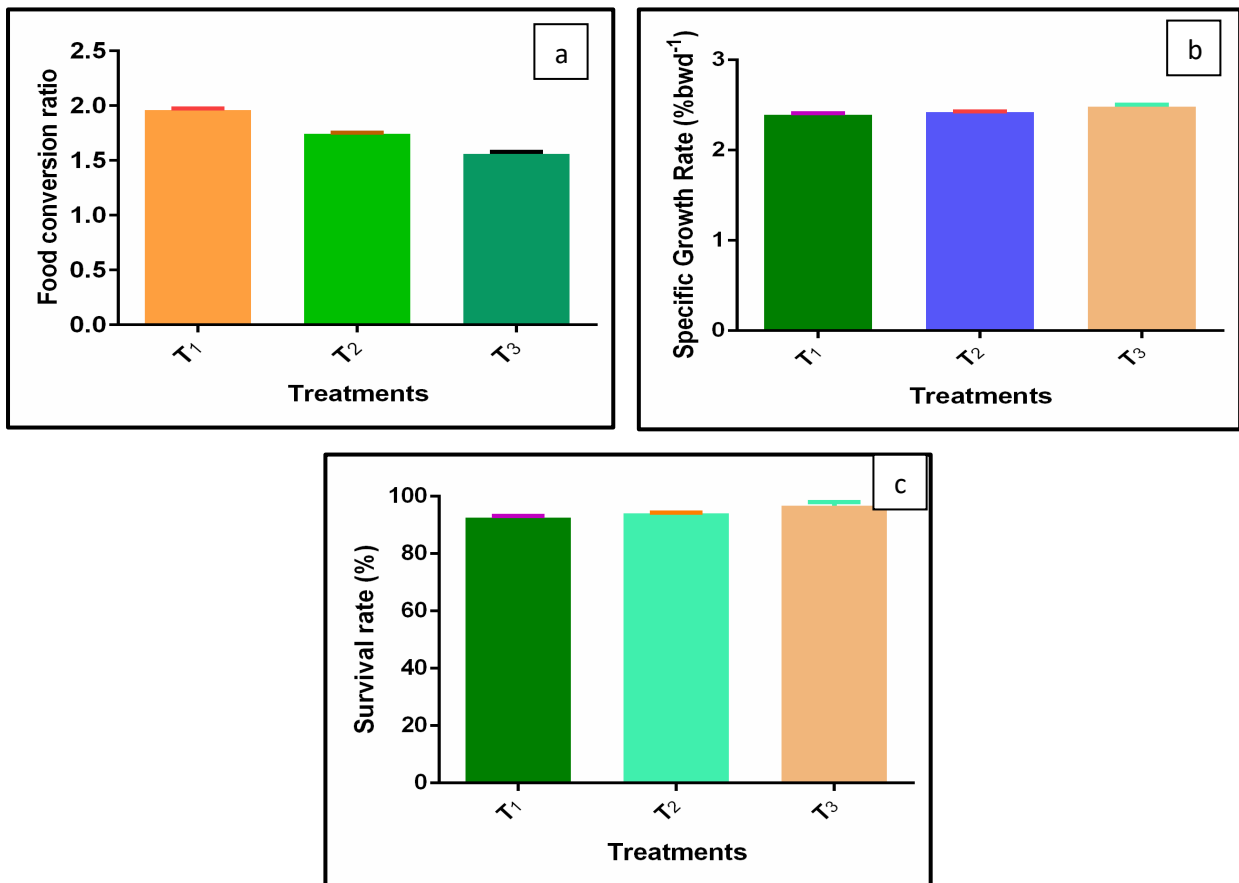 a
Food conversion ratio
2.5
2.0
1.5
1.0
0.5
0.0
T1
T2
T3
Treatments
b
Specific Growth Rate (%bwd-1)
3
2
1
0
T1
T2
T3
Treatments
c
Survival rate (%)
100
80
60
40
20
0
T1
T2
T3
Treatments